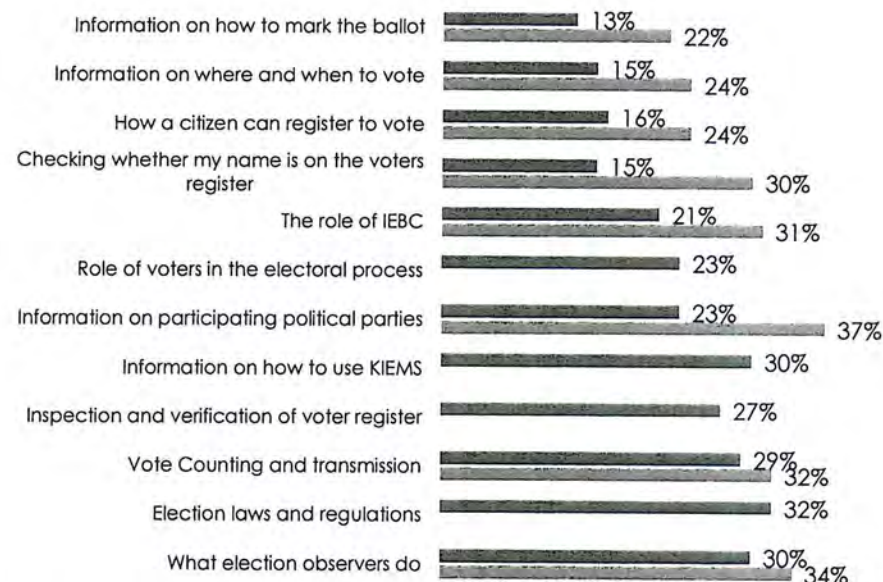 Information on how to mark the ballot
13%
22%
Information on where and when to vote
15%
24%
How a citizen can register to vote
16%
24%
Checking whether my name is on the voters
register
15%
30%
The role of IEBC
21%
31%
Role of voters in the electoral process
23%
Information on participating political parties
23%
37%
Information on how to use KIEMS
30%
Inspection and verification of voter register
27%
Vote Counting and transmission
29%
32%
Election laws and regulations
32%
What election observers do
30%
34%